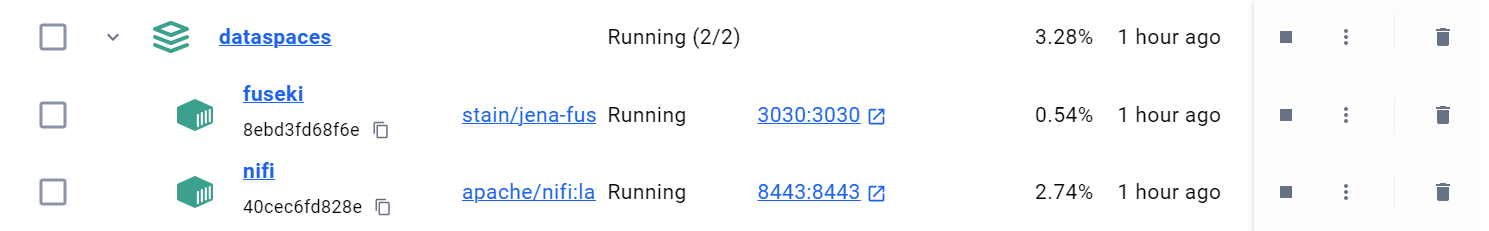 dataspaces Running (2/2) 3.28% 1 hour ago
fuseki
8ebd3fd68f6e stain/jena-fus Running 3030:3030 0.54% 1 hour ago
nifi
40cec6fd828e apache/nifi:la Running 8443:8443 2.74% 1 hour ago